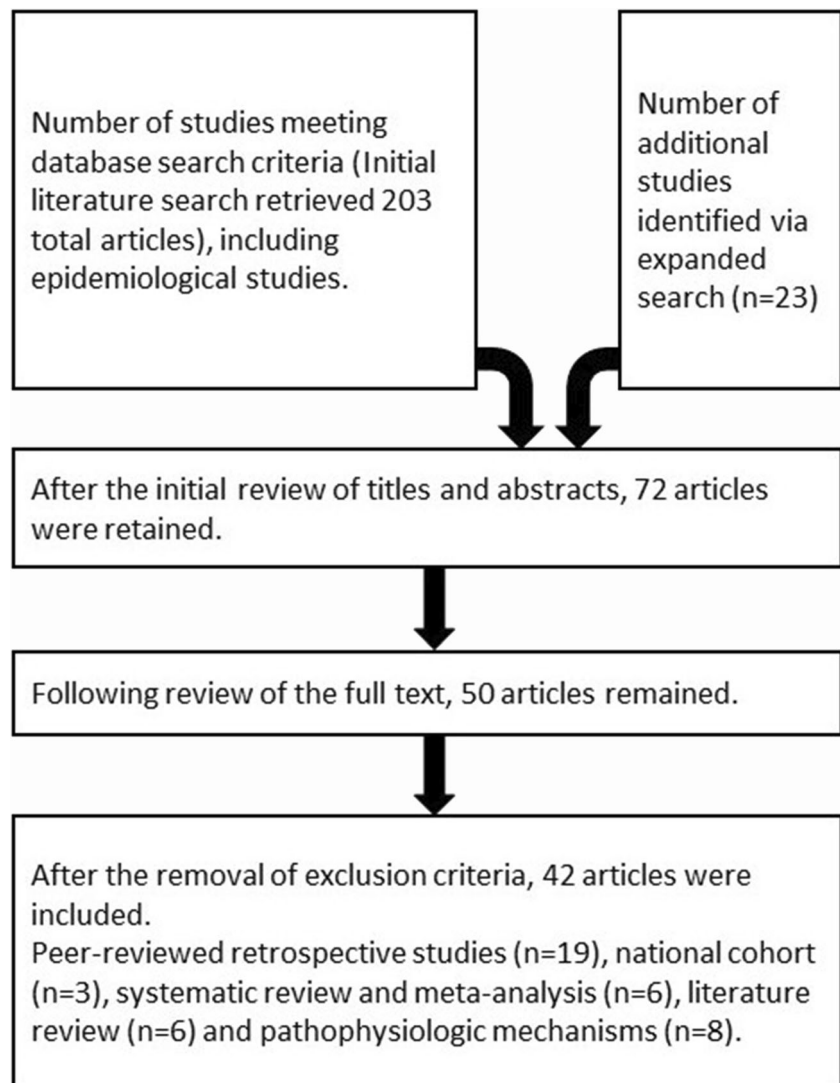 Number of studies meeting
database search criteria (Initial
literature search retrieved 203
total articles), including
epidemiological studies.
Number of
additional
studies
identified via
expanded
search (n=23)
After the initial review of titles and abstracts, 72 articles
were retained.
Following review of the full text, 50 articles remained.
After the removal of exclusion criteria, 42 articles were
included.
Peer-reviewed retrospective studies (n=19), national cohort
(n=3), systematic review and meta-analysis (n=6), literature
review (n=6) and pathophysiologic mechanisms (n=8).